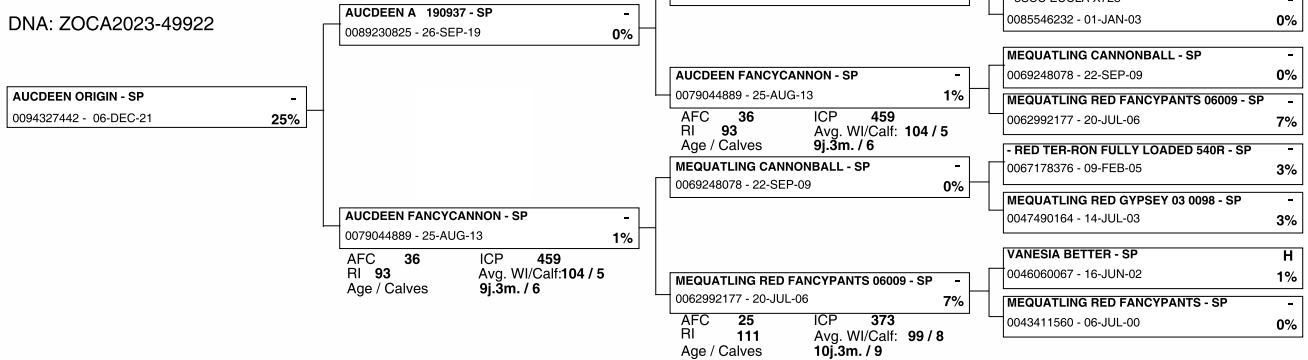 DNA: ZOCA2023-49922
AUCDEEN ORIGIN - SP -
0094327442 - 06-DEC-21 25%
AUCDEEN A 190937 - SP -
0089230825 - 26-SEP-19 0%
AUCDEEN FANCYCANNON - SP -
0079044889 - 25-AUG-13 1%
AFC 36 ICP 459
RI 93 Avg. WI/Calf:104 / 5
Age / Calves 9j.3m. / 6
AUCDEEN FANCYCANNON - SP -
0079044889 - 25-AUG-13 1%
AFC 36 ICP 459
RI 93 Avg. WI/Calf: 104 / 5
Age / Calves 9j.3m. / 6
MEQUATLING CANNONBALL - SP -
0069248078 - 22-SEP-09 0%
MEQUATLING RED FANCYPANTS 06009 - SP -
0062992177 - 20-JUL-06 7%
AFC 25 ICP 373
RI 111 Avg. WI/Calf: 99 / 8
Age / Calves 10j.3m. / 9
0085546232 - 01-JAN-03 0%
MEQUATLING CANNONBALL - SP -
0069248078 - 22-SEP-09 0%
MEQUATLING RED FANCYPANTS 06009 - SP -
0062992177 - 20-JUL-06 7%
- RED TER-RON FULLY LOADED 540R - SP -
0067178376 - 09-FEB-05 3%
MEQUATLING RED GYPSEY 03 0098 - SP -
0047490164 - 14-JUL-03 3%
VANESIA BETTER - SP H
0046060067 - 16-JUN-02 1%
MEQUATLING RED FANCYPANTS - SP -
0043411560 - 06-JUL-00 0%